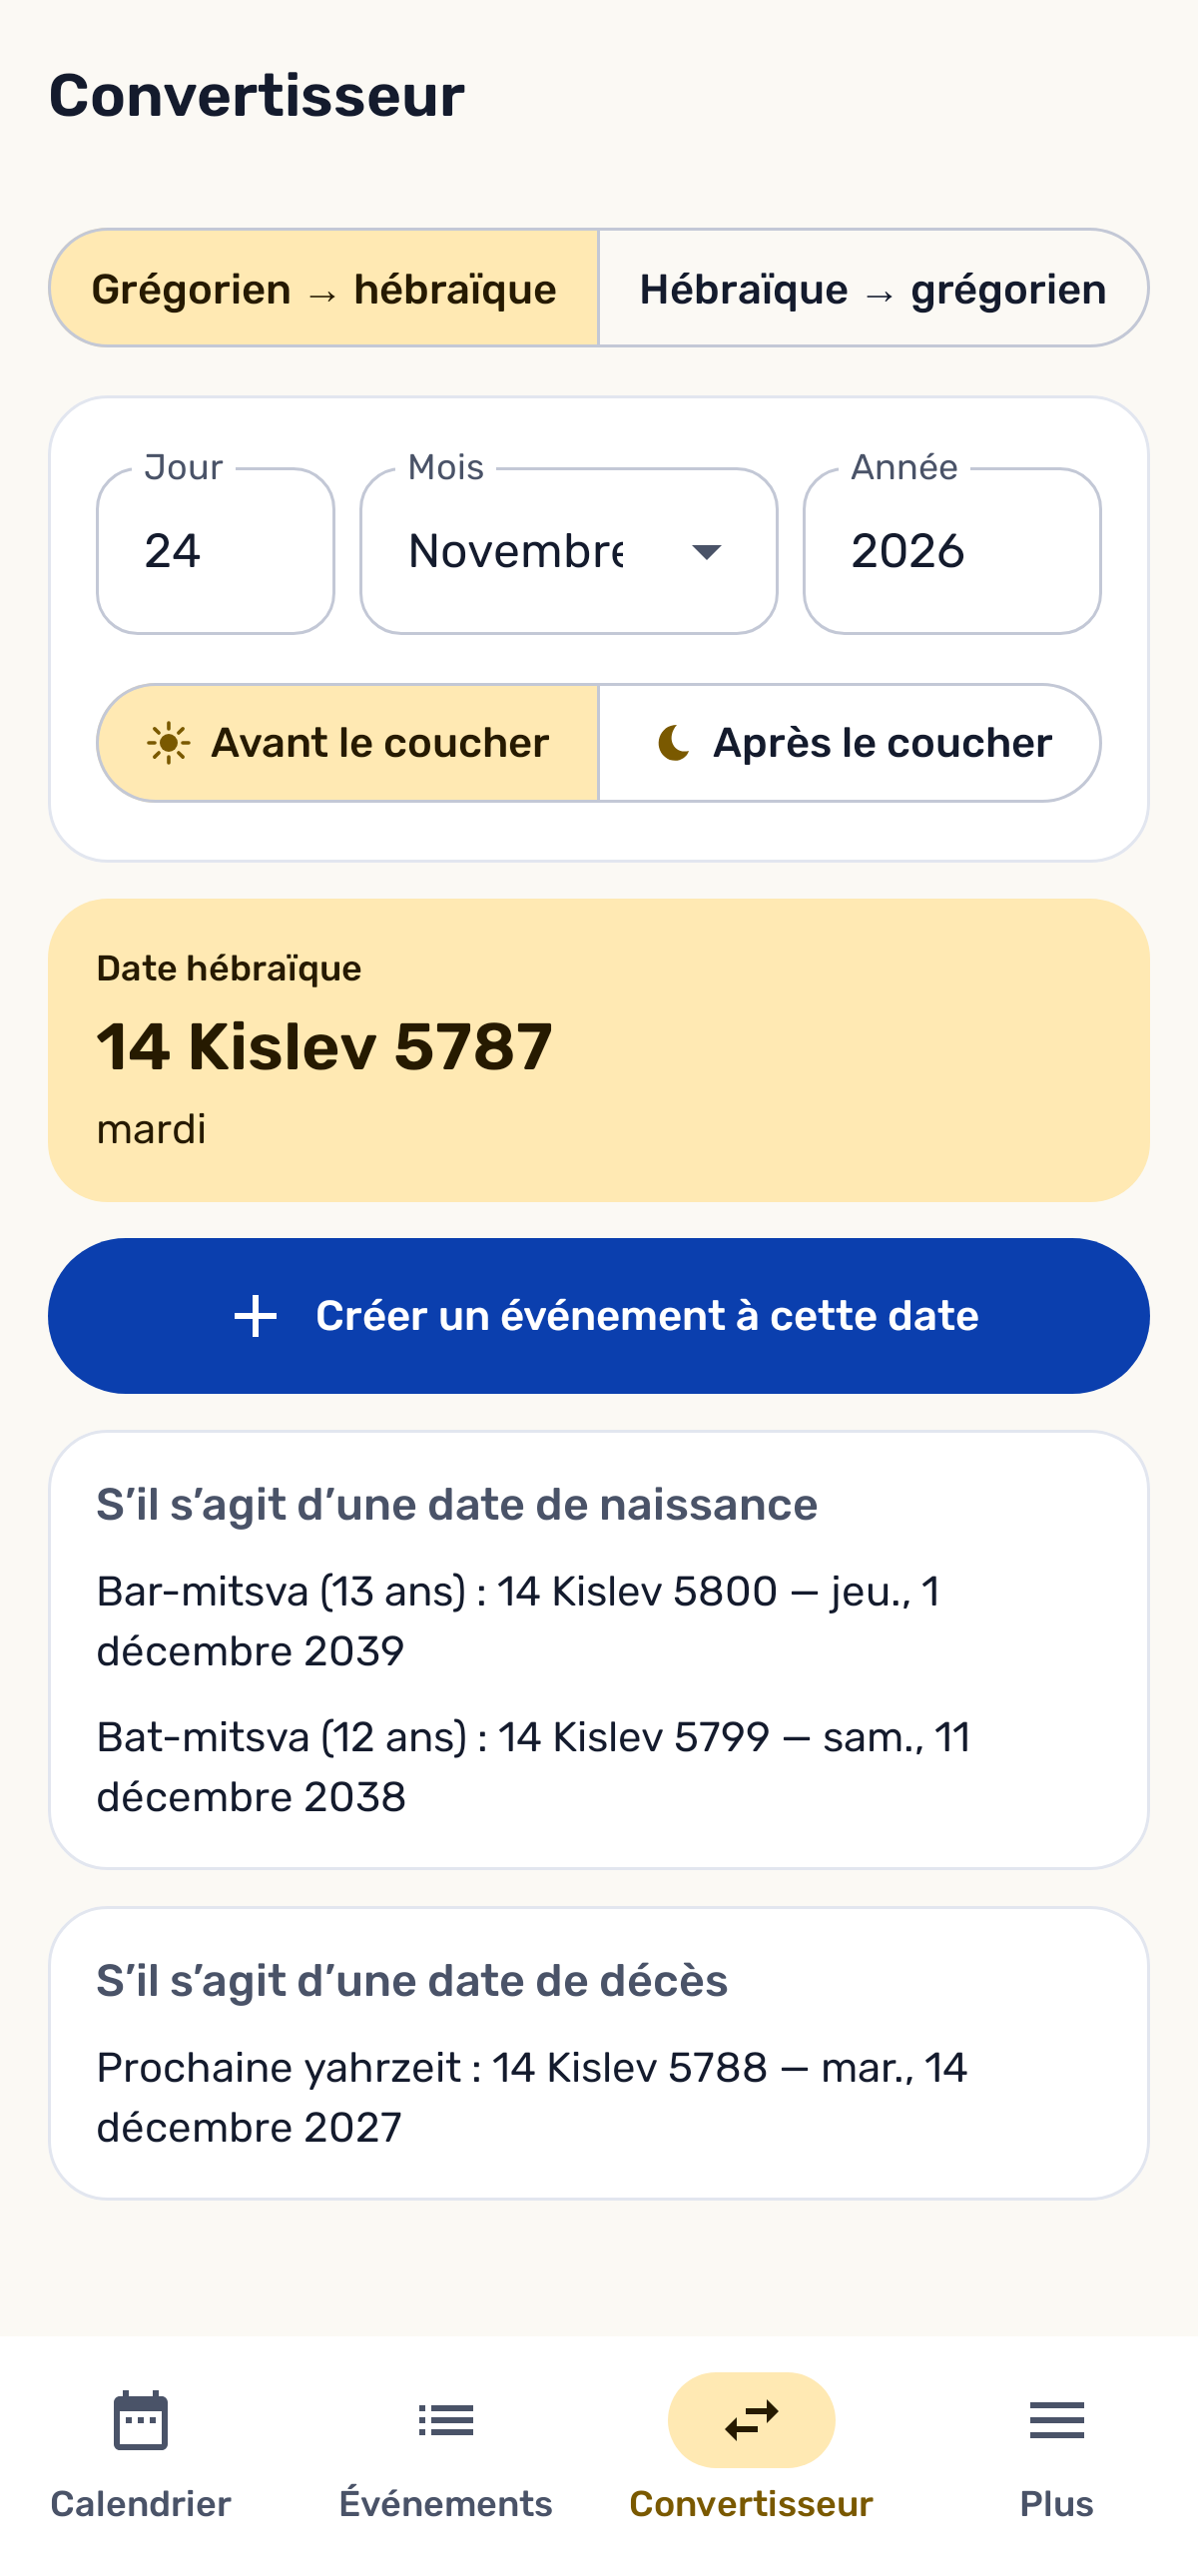 Convertisseur
Grégorien → hébraïque
Hébraïque → grégorien
Jour
Mois
Année
24
Novembre
2026
Avant le coucher
Après le coucher
Date hébraïque
14 Kislev 5787
mardi
Créer un événement à cette date
S’il s’agit d’une date de naissance
Bar-mitsva (13 ans) : 14 Kislev 5800 — jeu., 1
décembre 2039
Bat-mitsva (12 ans) : 14 Kislev 5799 — sam., 11
décembre 2038
S’il s’agit d’une date de décès
Prochaine yahrzeit : 14 Kislev 5788 — mar., 14
décembre 2027
Calendrier
Événements
Convertisseur
Plus